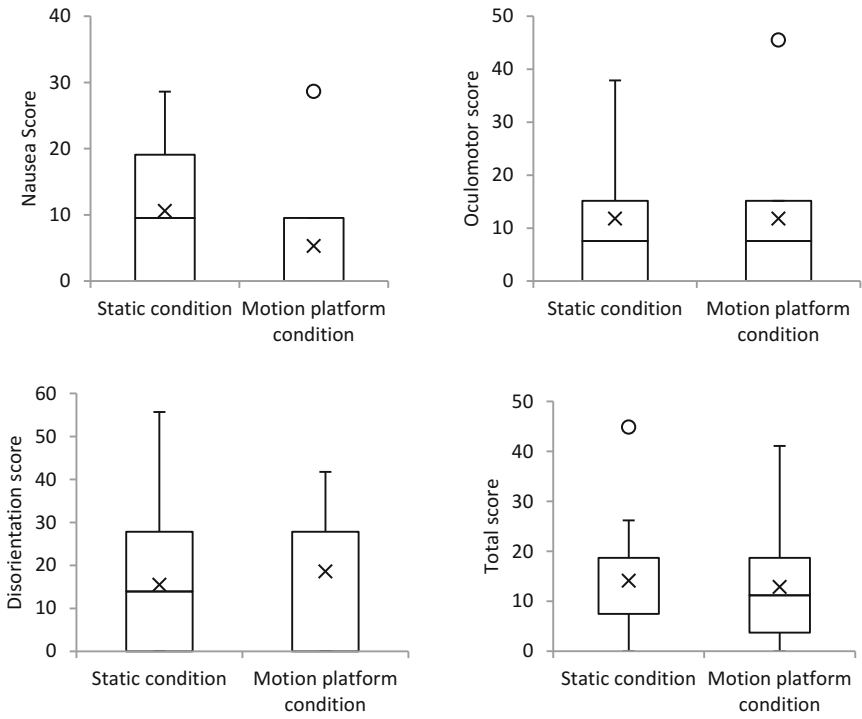 Nausea Score
40
30
20
10
0
Static condition
Motion platform
condition
Oculomotor score
50
40
30
20
10
0
Static condition
Motion platform
condition
Disorientation score
60
50
40
30
20
10
0
Static condition
Motion platform
condition
Total score
50
40
30
20
10
0
Static condition
Motion platform
condition